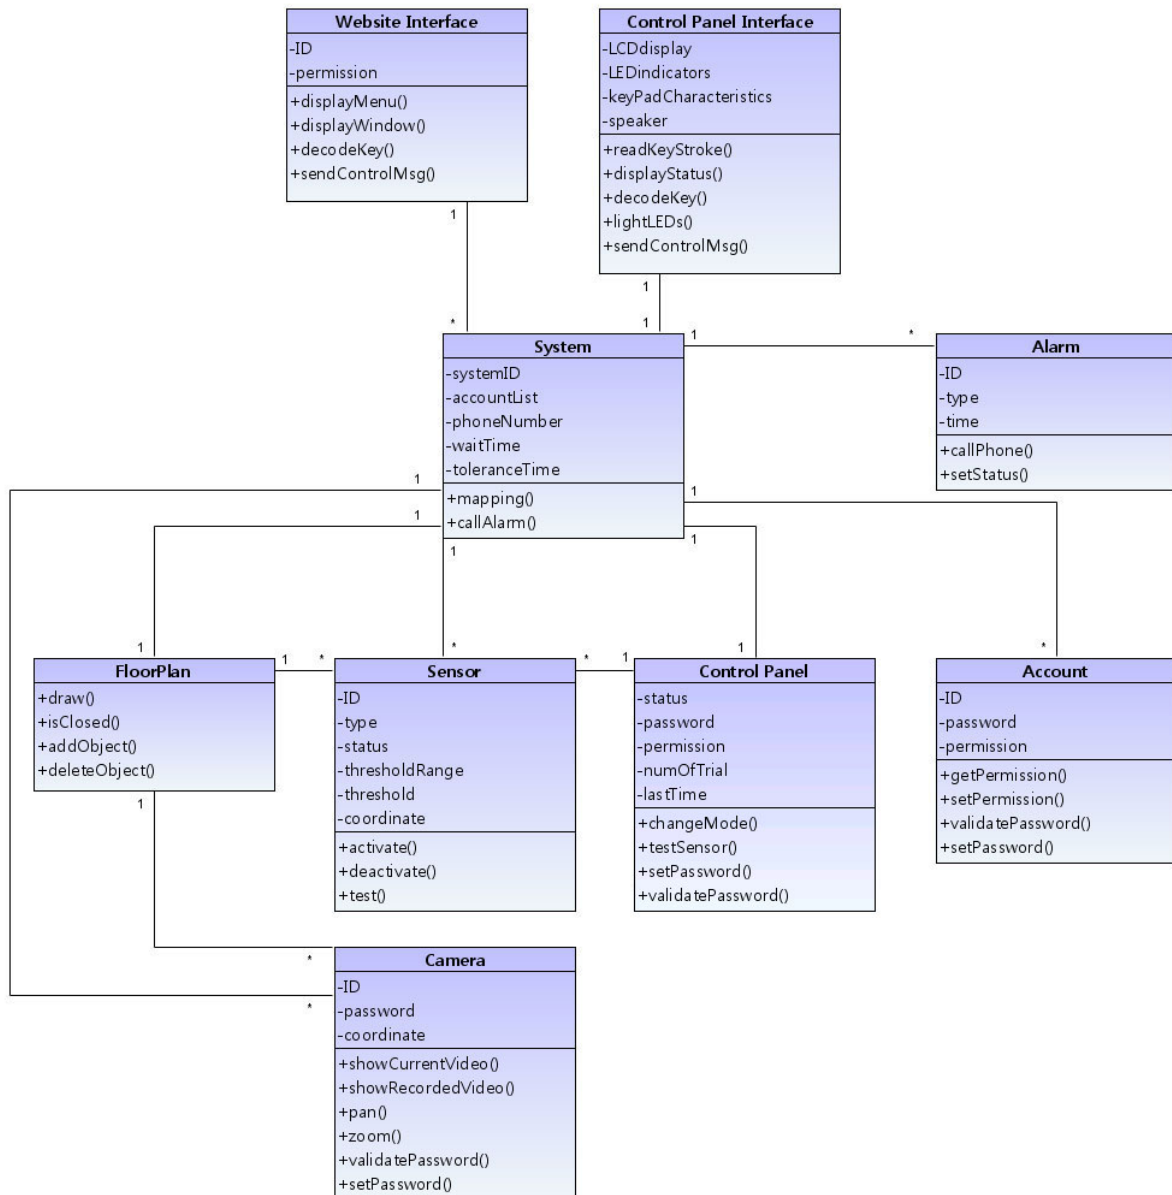 Website Interface
-ID
-permission
+displayMenu()
+displayWindow()
+decodeKey()
+sendControlMsg()
Control Panel Interface
-LCDdisplay
-LEDindicators
-keyPadCharacteristics
-speaker
+readKeyStroke()
+displayStatus()
+decodeKey()
+lightLEDs()
+sendControlMsg()
1
1
*
1
1
*
System
-systemID
-accountList
-phoneNumber
-waitTime
-toleranceTime
+mapping()
+callAlarm()
Alarm
-ID
-type
-time
+callPhone()
+setStatus()
1
1
1
1
1
1
*
1
*
1
*
*
1
FloorPlan
+draw()
+isClosed()
+addObject()
+deleteObject()
Sensor
-ID
-type
-status
-thresholdRange
-threshold
-coordinate
+activate()
+deactivate()
+test()
Control Panel
-status
-password
-permission
-numOfTrial
-lastTime
+changeMode()
+testSensor()
+setPassword()
+validatePassword()
Account
-ID
-password
-permission
+getPermission()
+setPermission()
+validatePassword()
+setPassword()
1
*
*
Camera
-ID
-password
-coordinate
+showCurrentVideo()
+showRecordedVideo()
+pan()
+zoom()
+validatePassword()
+setPassword()